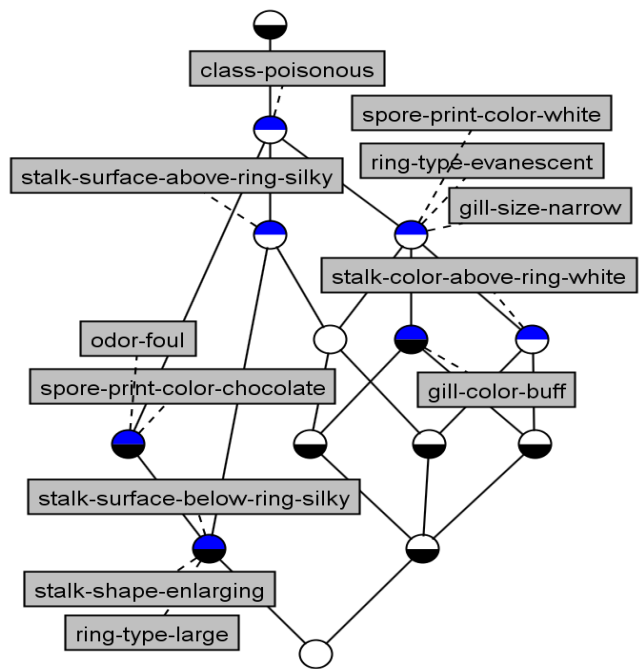 class-poisonous
spore-print-color-white
ring-type-evanescent
stalk-surface-above-ring-silky
gill-size-narrow
stalk-color-above-ring-white
odor-foul
spore-print-color-chocolate
gill-color-buff
stalk-surface-below-ring-silky
stalk-shape-enlarging
ring-type-large